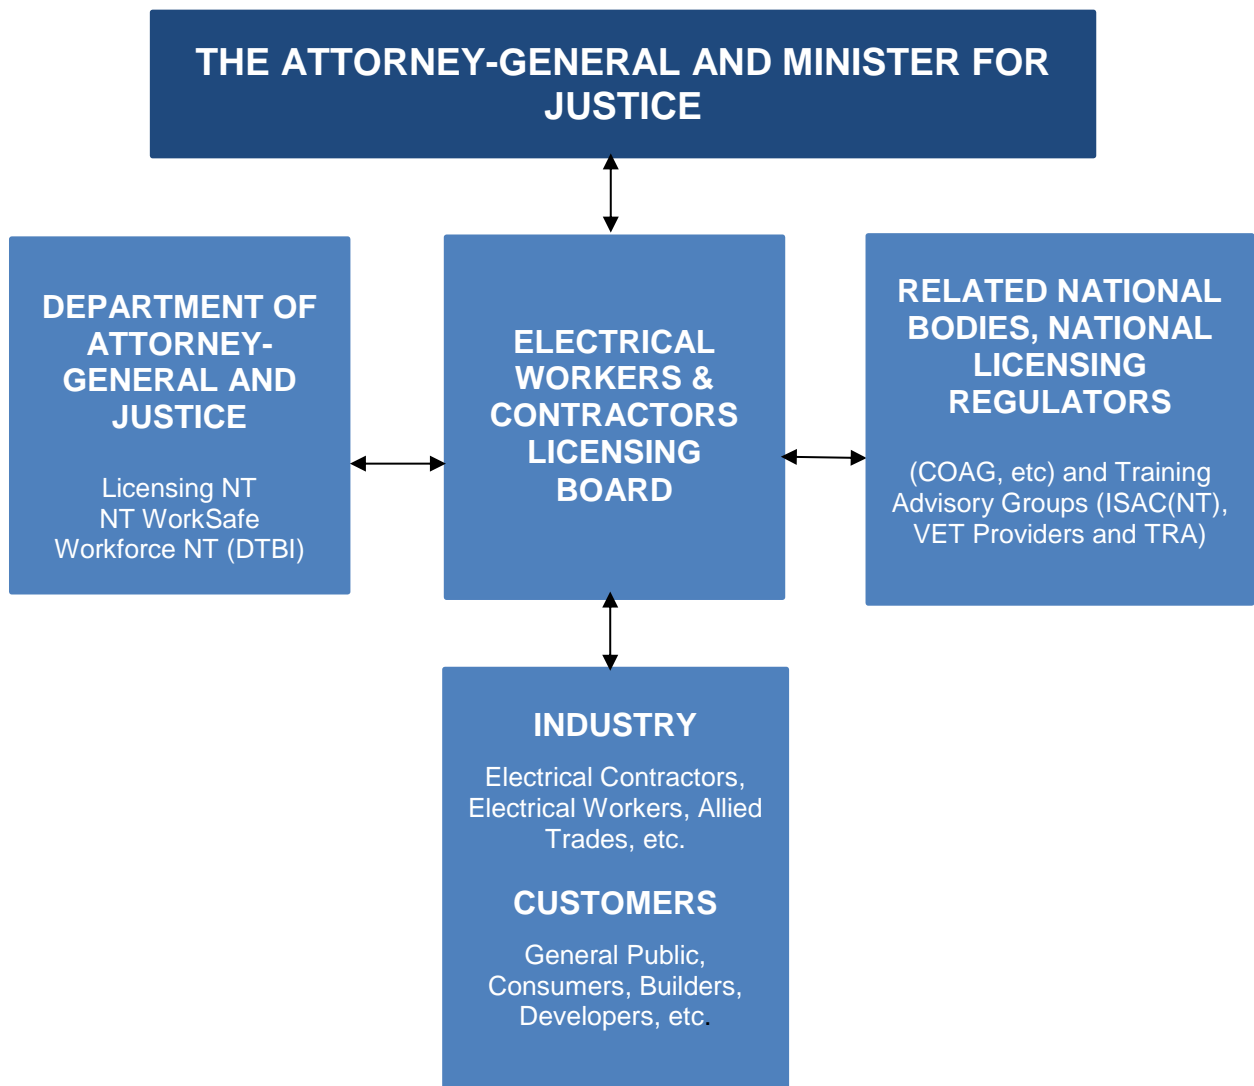 THE ATTORNEY-GENERAL AND MINISTER FOR
JUSTICE
DEPARTMENT OF
ATTORNEY-
GENERAL AND
JUSTICE
Licensing NT
NT WorkSafe
Workforce NT (DTBI)
ELECTRICAL
WORKERS &
CONTRACTORS
LICENSING
BOARD
RELATED NATIONAL
BODIES, NATIONAL
LICENSING
REGULATORS
(COAG, etc) and Training
Advisory Groups (ISAC(NT),
VET Providers and TRA)
INDUSTRY
Electrical Contractors,
Electrical Workers, Allied
Trades, etc.
CUSTOMERS
General Public,
Consumers, Builders,
Developers, etc.